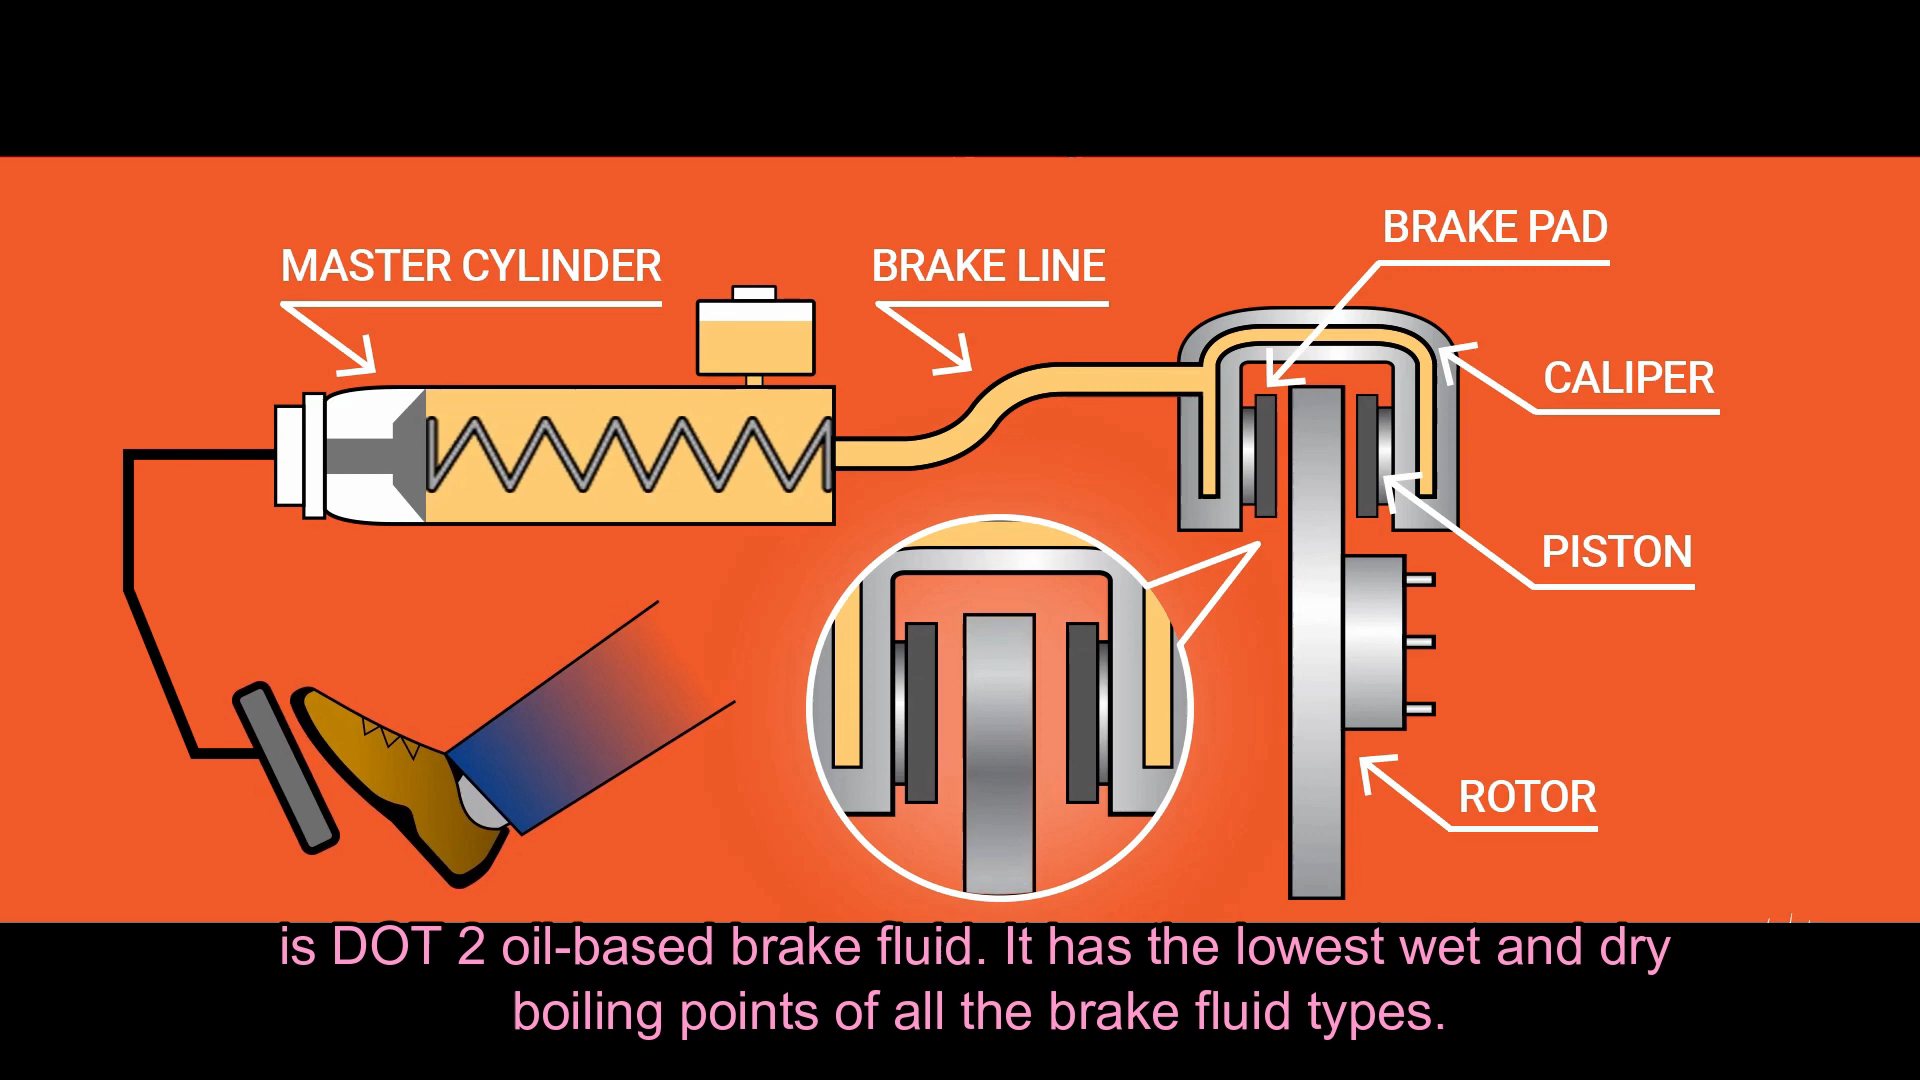 BRAKE PAD
MASTER CYLINDER
BRAKE LINE
CALIPER
PISTON
ROTOR
is DOT 2 oil-based brake fluid. It has the lowest wet and dry
boiling points of all the brake fluid types.